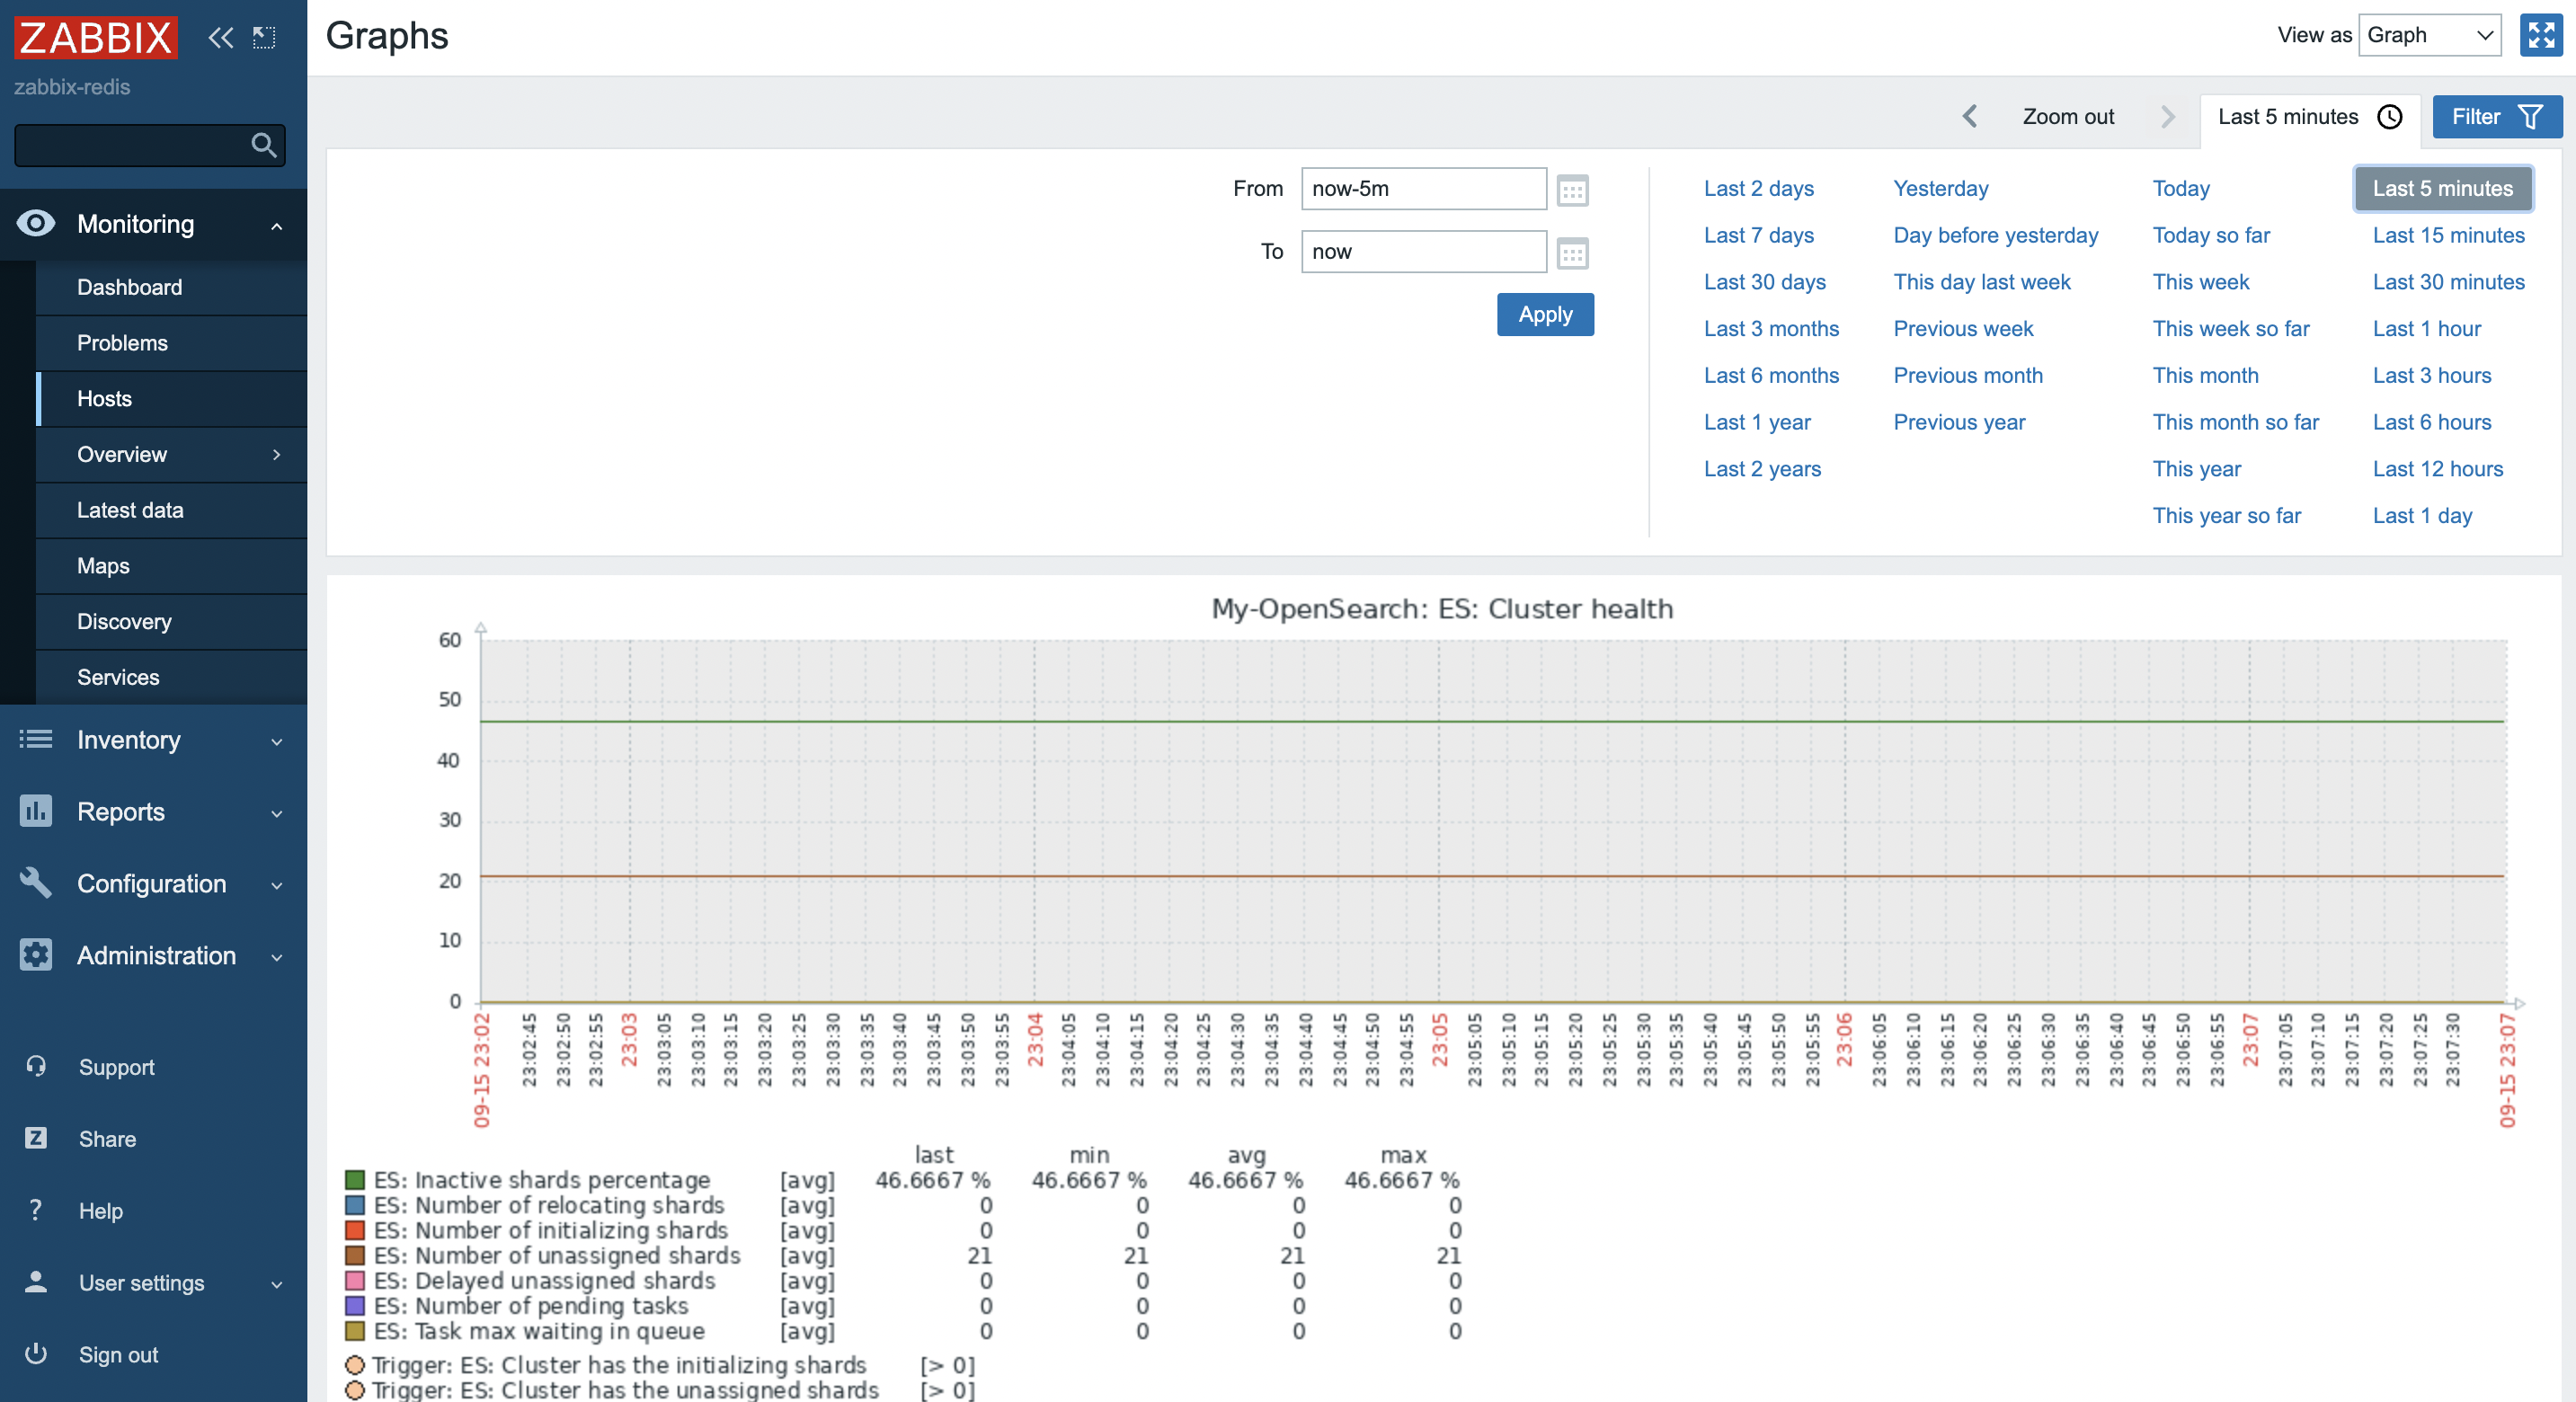 ZABBIX
zabbix-redis
Monitoring
Dashboard
Problems
Hosts
Overview
Latest data
Maps
Discovery
Services
Inventory
Reports
Configuration
Administration
Support
Z Share
? Help
User settings
Sign out
Graphs
View as Graph
Zoom out
Last 5 minutes
Filter
From now-5m
To now
Apply
Last 2 days Yesterday Today Last 5 minutes
Last 7 days Day before yesterday Today so far Last 15 minutes
Last 30 days This day last week This week Last 30 minutes
Last 3 months Previous week This week so far Last 1 hour
Last 6 months Previous month This month Last 3 hours
Last 1 year Previous year This month so far Last 6 hours
Last 2 years This year Last 12 hours
This year so far Last 1 day
My-OpenSearch: ES: Cluster health
60
50
40
30
20
10
0
09-15 23:02 23:02:45 23:02:50 23:02:55 23:03 23:03:05 23:03:10 23:03:15 23:03:20 23:03:25 23:03:30 23:03:35 23:03:40 23:03:45 23:03:50 23:03:55 23:04 23:04:05 23:04:10 23:04:15 23:04:20 23:04:25 23:04:30 23:04:35 23:04:40 23:04:45 23:04:50 23:04:55 23:05 23:05:05 23:05:10 23:05:15 23:05:20 23:05:25 23:05:30 23:05:35 23:05:40 23:05:45 23:05:50 23:05:55 23:06 23:06:05 23:06:10 23:06:15 23:06:20 23:06:25 23:06:30 23:06:35 23:06:40 23:06:45 23:06:50 23:06:55 23:07 23:07:05 23:07:10 23:07:15 23:07:20 23:07:25 23:07:30 09-15 23:07
last min avg max
ES: Inactive shards percentage [avg] 46.6667 % 46.6667 % 46.6667 % 46.6667 %
ES: Number of relocating shards [avg] 0 0 0 0
ES: Number of initializing shards [avg] 0 0 0 0
ES: Number of unassigned shards [avg] 21 21 21 21
ES: Delayed unassigned shards [avg] 0 0 0 0
ES: Number of pending tasks [avg] 0 0 0 0
ES: Task max waiting in queue [avg] 0 0 0 0
Trigger: ES: Cluster has the initializing shards [> 0]
Trigger: ES: Cluster has the unassigned shards [> 0]